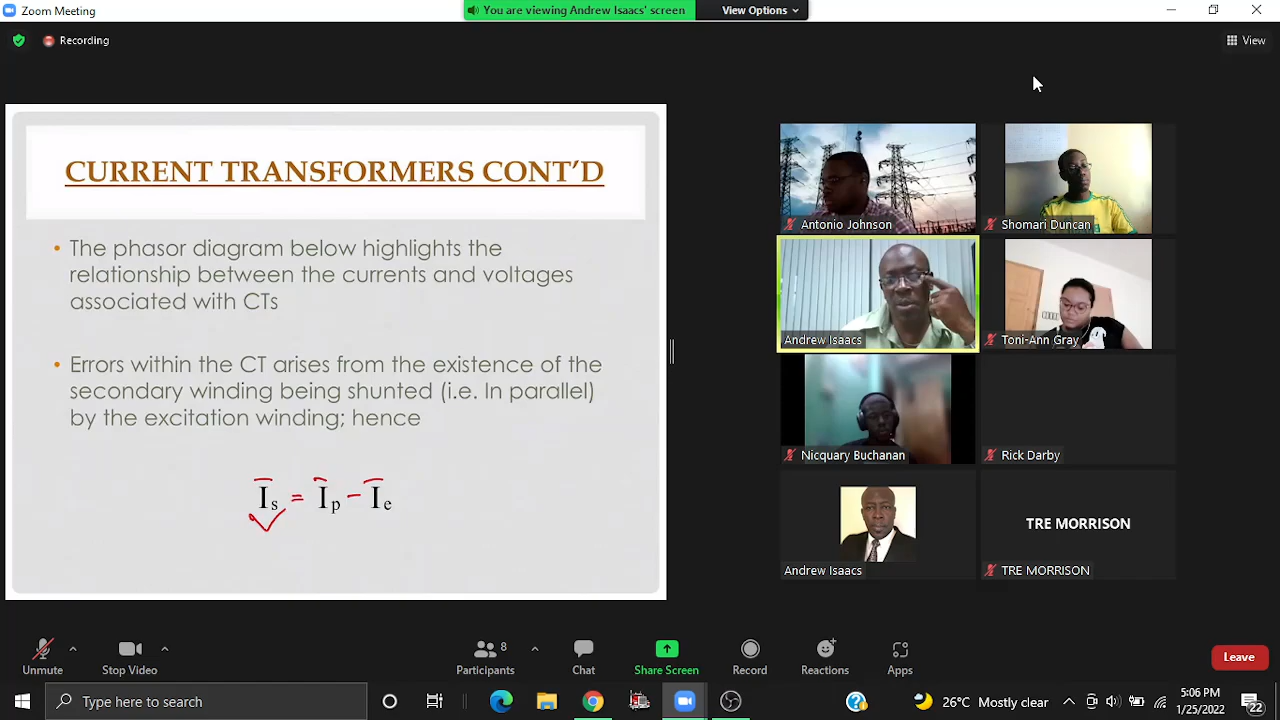 Zoom Meeting
You are viewing Andrew Isaacs' screen
View Options
Recording
View
CURRENT TRANSFORMERS CONT'D
• The phasor diagram below highlights the
relationship between the currents and voltages
associated with CTs
• Errors within the CT arises from the existence of the
secondary winding being shunted (i.e. In parallel)
by the excitation winding; hence
I̅s = I̅p − I̅e
Antonio Johnson
Shomari Duncan
Andrew Isaacs
Toni-Ann Gray
Nicquary Buchanan
Rick Darby
Andrew Isaacs
TRE MORRISON
TRE MORRISON
Unmute
Stop Video
Participants
8
Chat
Share Screen
Record
Reactions
Apps
Leave
Type here to search
26°C Mostly clear
5:06 PM
1/25/2022
22